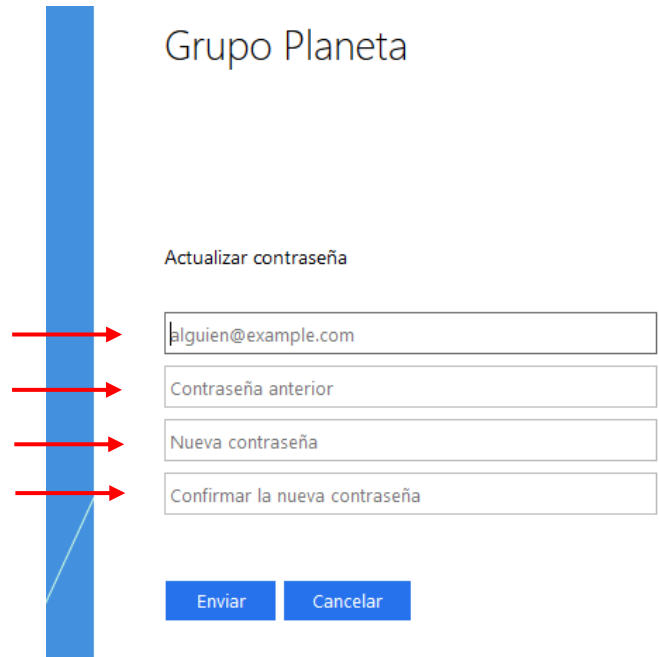 Grupo Planeta
Actualizar contraseña
alguien@example.com
Contraseña anterior
Nueva contraseña
Confirmar la nueva contraseña
Enviar Cancelar